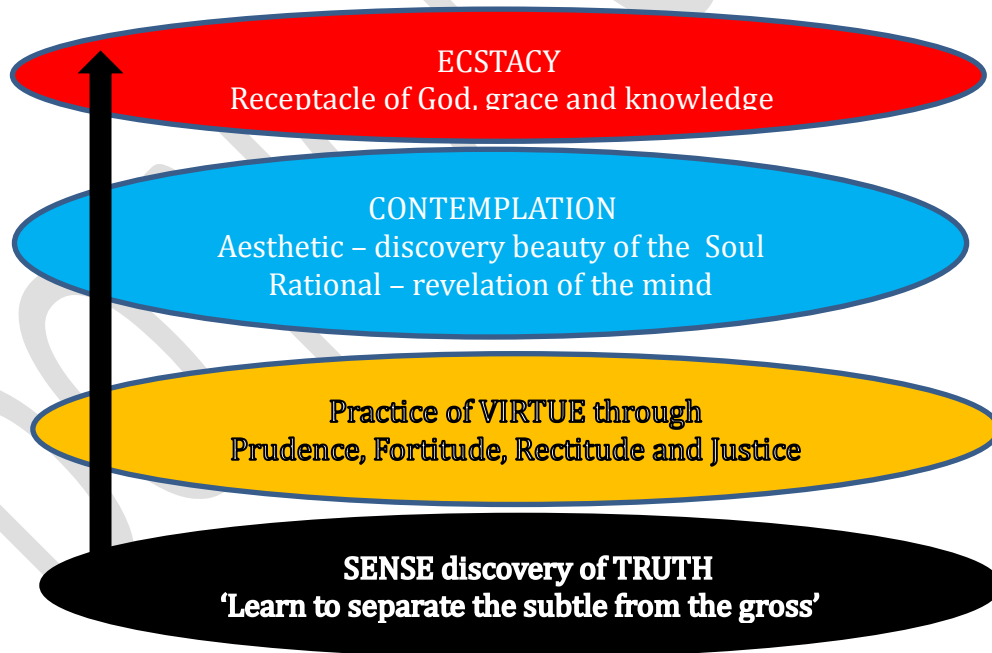 ECSTACY
Receptacle of God, grace and knowledge
CONTEMPLATION
Aesthetic – discovery beauty of the Soul
Rational – revelation of the mind
Practice of VIRTUE through
Prudence, Fortitude, Rectitude and Justice
SENSE discovery of TRUTH
‘Learn to separate the subtle from the gross’